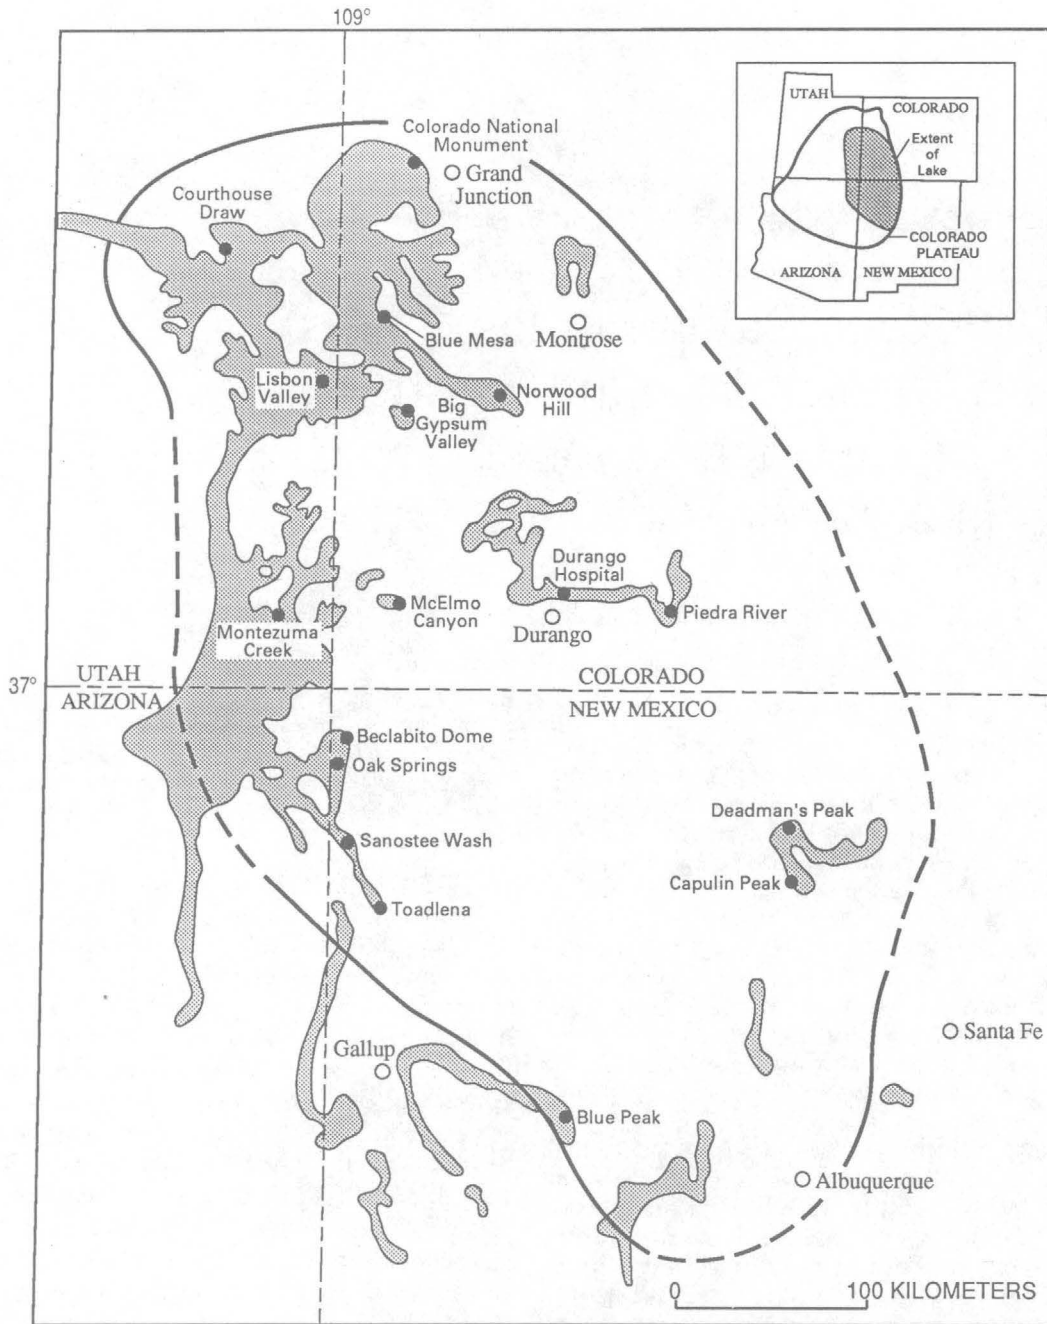 109°
UTAH
COLORADO
Extent
of
Lake
COLORADO
PLATEAU
ARIZONA
NEW MEXICO
Colorado National
Monument
Grand
Junction
Courthouse
Draw
Blue Mesa
Montrose
Lisbon
Valley
Big
Gypsum
Valley
Norwood
Hill
Durango
Hospital
McElmo
Canyon
Durango
Piedra River
Montezuma
Creek
37°
UTAH
ARIZONA
COLORADO
NEW MEXICO
Beclabito Dome
Oak Springs
Sanostee Wash
Toadlena
Deadman's Peak
Capulin Peak
Santa Fe
Gallup
Blue Peak
Albuquerque
0
100 KILOMETERS